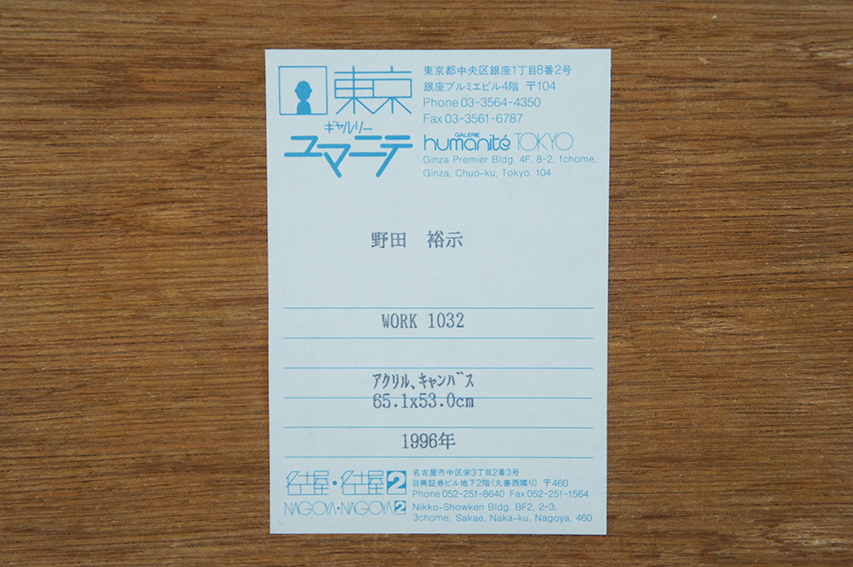 東京
ギャルリー
ユマニテ
東京都中央区銀座1丁目8番2号
銀座プルミエビル4階 〒104
Phone 03-3564-4350
Fax 03-3561-6787
GALERIE
humanité TOKYO
Ginza Premier Bldg. 4F, 8-2, 1chome,
Ginza, Chuo-ku, Tokyo. 104
野田 裕示
WORK 1032
アクリル、キャンバス
65.1x53.0cm
1996年
名古屋・名古屋2
NAGOYA・NAGOYA2
名古屋市中区栄3丁目2番3号
日興証券ビル地下2階(丸善西隣り) 〒460
Phone 052-251-8640 Fax 052-251-1564
Nikko-Showken Bldg. BF2, 2-3,
3chome, Sakae, Naka-ku, Nagoya, 460